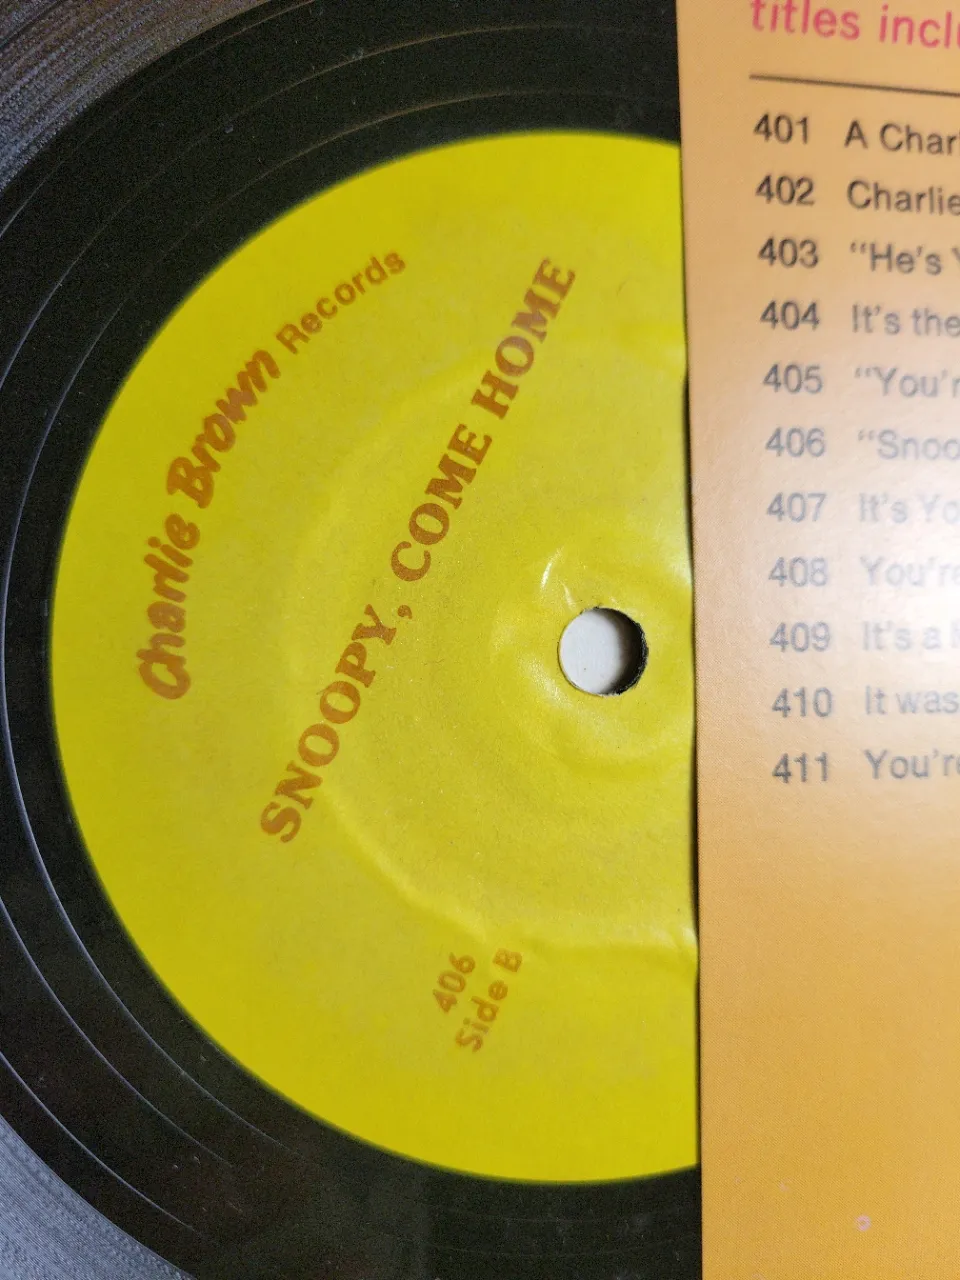 Charlie Brown Records
SNOOPY, COME HOME
406
Side B
titles inclu
401 A Charl
402 Charlie
403 "He's Y
404 It's the
405 "You'r
406 "Snoo
407 It's Yo
408 You're
409 It's a M
410 It was
411 You're